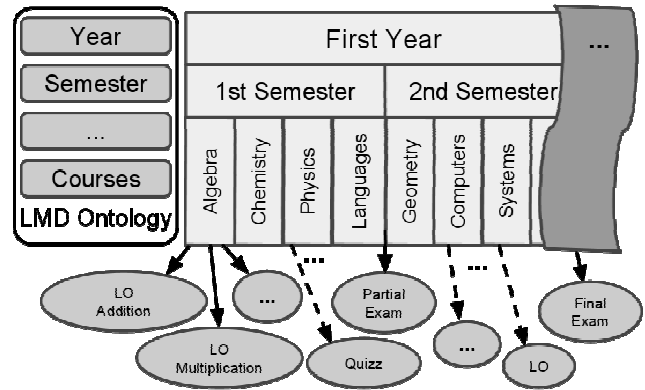 Year
Semester
...
Courses
LMD Ontology
First Year
...
1st Semester
2nd Semester
Algebra
Chemistry
Physics
Languages
Geometry
Computers
Systems
...
...
LO
Addition
LO
Multiplication
...
Quizz
Partial
Exam
...
LO
Final
Exam